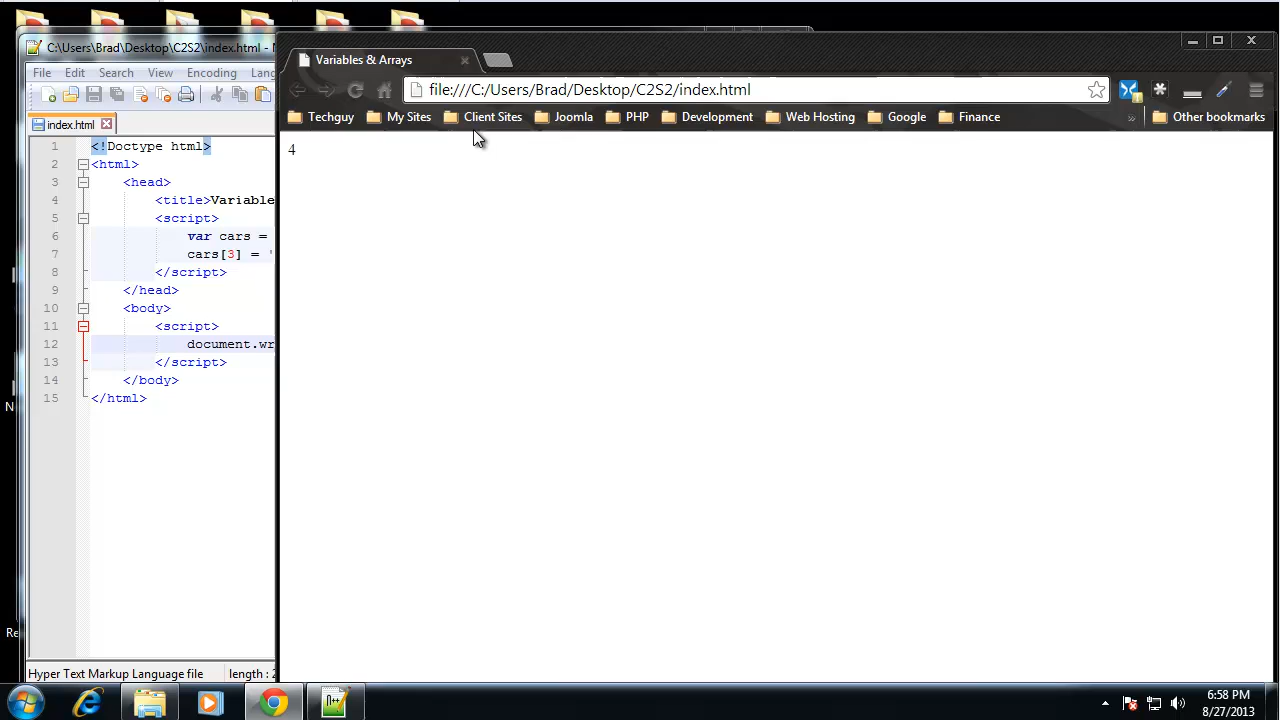 C:\Users\Brad\Desktop\C2S2\index.html - N
File Edit Search View Encoding Lang
index.html
1 <!Doctype html>
2 <html>
3 <head>
4 <title>Variable
5 <script>
6 var cars =
7 cars[3] = '
8 </script>
9 </head>
10 <body>
11 <script>
12 document.wr
13 </script>
14 </body>
15 </html>
Hyper Text Markup Language file length : 2
Variables & Arrays
file:///C:/Users/Brad/Desktop/C2S2/index.html
Techguy My Sites Client Sites Joomla PHP Development Web Hosting Google Finance » Other bookmarks
4
N
Re
6:58 PM
8/27/2013